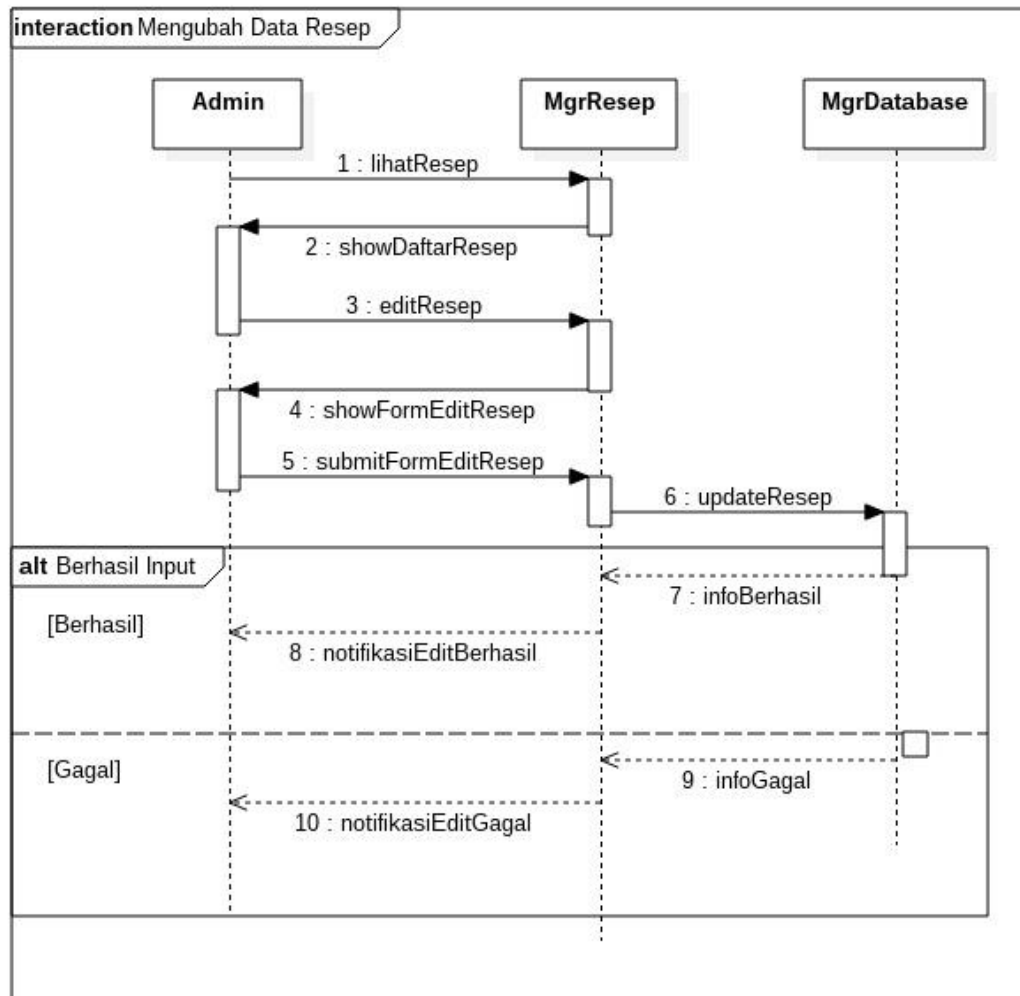 interaction Mengubah Data Resep
Admin
MgrResep
MgrDatabase
1 : lihatResep
2 : showDaftarResep
3 : editResep
4 : showFormEditResep
5 : submitFormEditResep
6 : updateResep
alt Berhasil Input
7 : infoBerhasil
[Berhasil]
8 : notifikasiEditBerhasil
[Gagal]
9 : infoGagal
10 : notifikasiEditGagal